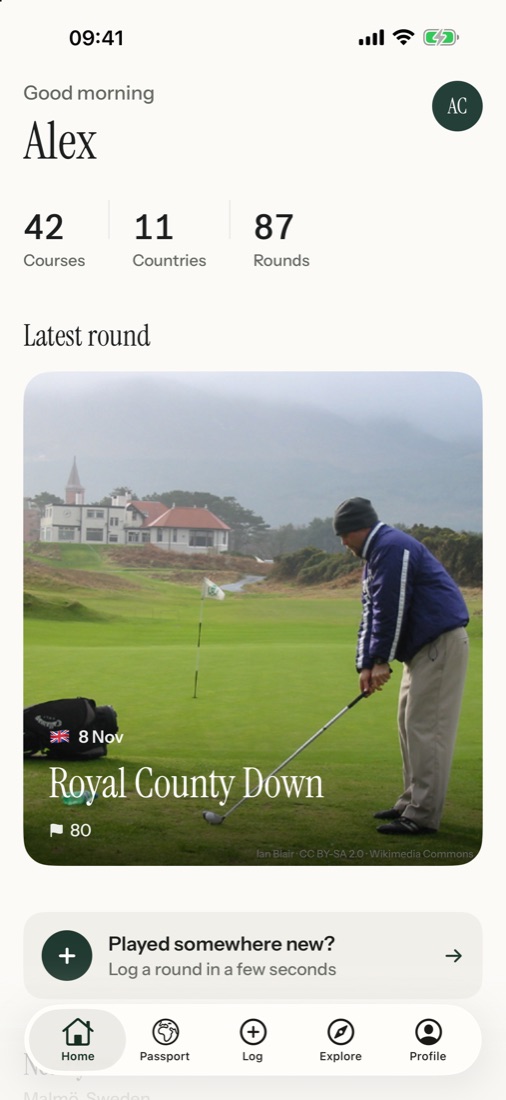 09:41
Good morning
Alex
AC
42
Courses
11
Countries
87
Rounds
Latest round
8 Nov
Royal County Down
80
Ian Blair · CC BY-SA 2.0 · Wikimedia Commons
Played somewhere new?
Log a round in a few seconds
Home
Passport
Log
Explore
Profile
Malmö, Sweden